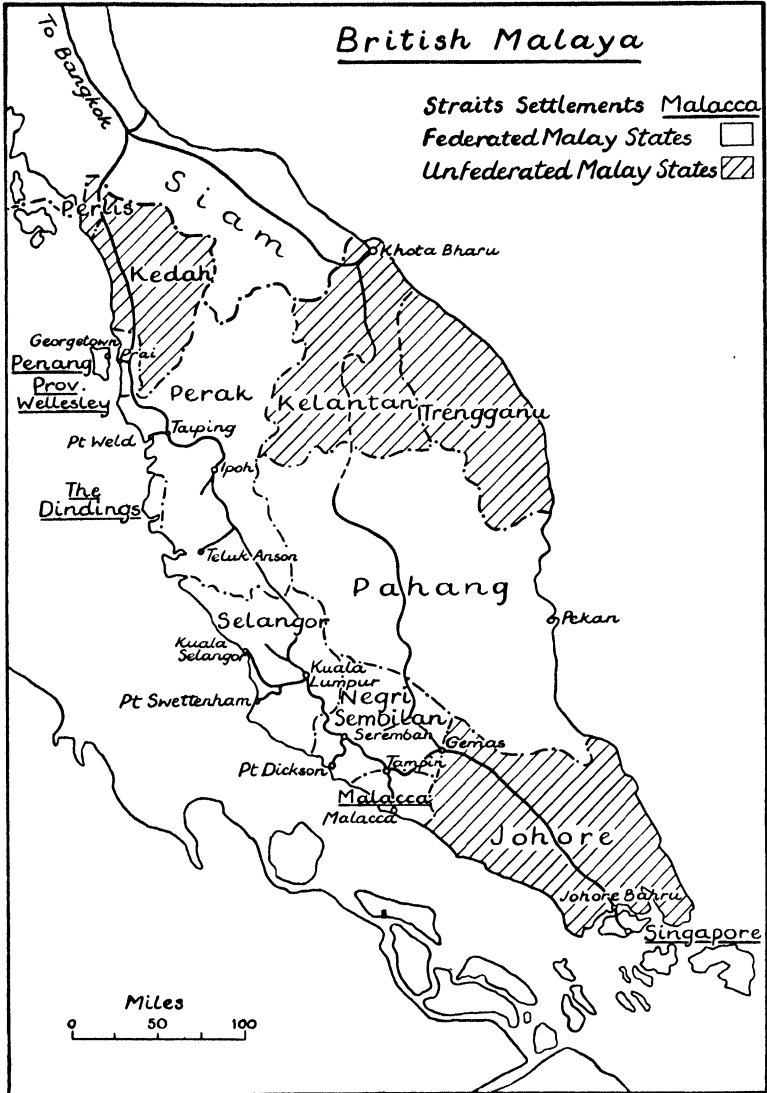 British Malaya
To Bangkok
Straits Settlements Malacca
Federated Malay States
Unfederated Malay States
Siam
Perlis
Khota Bharu
Kedah
Georgetown
Prai
Penang
Prov.
Wellesley
Perak
Kelantan
Trengganu
Taiping
Pt Weld
Ipoh
The
Dindings
Teluk Anson
Pahang
Pekan
Selangor
Kuala
Selangor
Kuala
Lumpur
Pt Swettenham
Negri
Sembilan
Seremban
Gemas
Pt Dickson
Tampin
Malacca
Malacca
Johore
Johore Bahru
Singapore
Miles
0 50 100